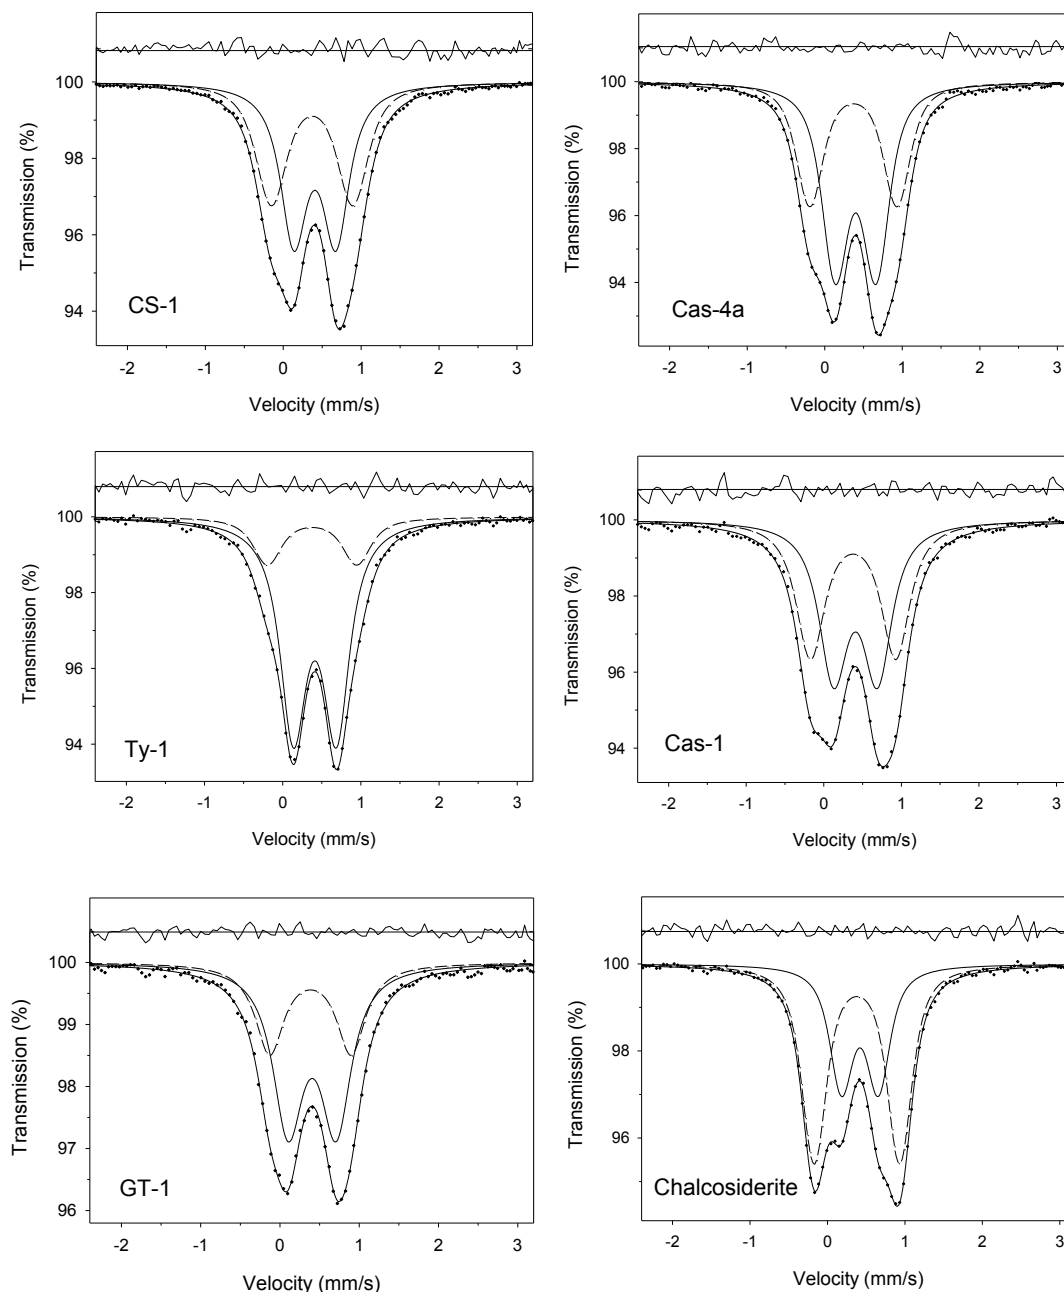 100
98
96
94
Transmission (%)
CS-1
-2 -1 0 1 2 3
Velocity (mm/s)
100
98
96
94
Transmission (%)
Cas-4a
-2 -1 0 1 2 3
Velocity (mm/s)
100
98
96
94
Transmission (%)
Ty-1
-2 -1 0 1 2 3
Velocity (mm/s)
100
98
96
94
Transmission (%)
Cas-1
-2 -1 0 1 2 3
Velocity (mm/s)
100
99
98
97
96
Transmission (%)
GT-1
-2 -1 0 1 2 3
Velocity (mm/s)
100
98
96
Transmission (%)
Chalcosiderite
-2 -1 0 1 2 3
Velocity (mm/s)